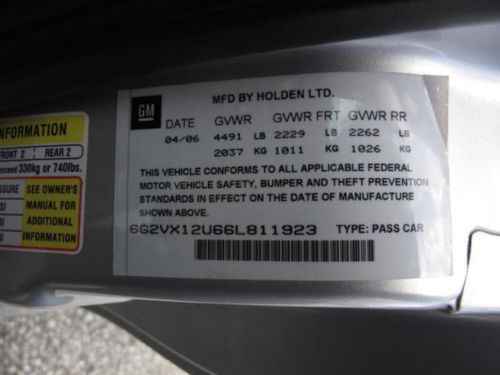 GM
MFD BY HOLDEN LTD.
DATE GVWR GVWR FRT GVWR RR
04/06 4491 LB 2229 LB 2262 LB
2037 KG 1011 KG 1026 KG
THIS VEHICLE CONFORMS TO ALL APPLICABLE FEDERAL
MOTOR VEHICLE SAFETY, BUMPER AND THEFT PREVENTION
STANDARDS IN EFFECT ON THE DATE OF MANUFACTURE
SHOWN ABOVE.
6G2VX12U66L811923 TYPE: PASS CAR
INFORMATION
FRONT 2 REAR 2
exceed 330kg or 740lbs.
SEE OWNER'S
MANUAL FOR
ADDITIONAL
INFORMATION